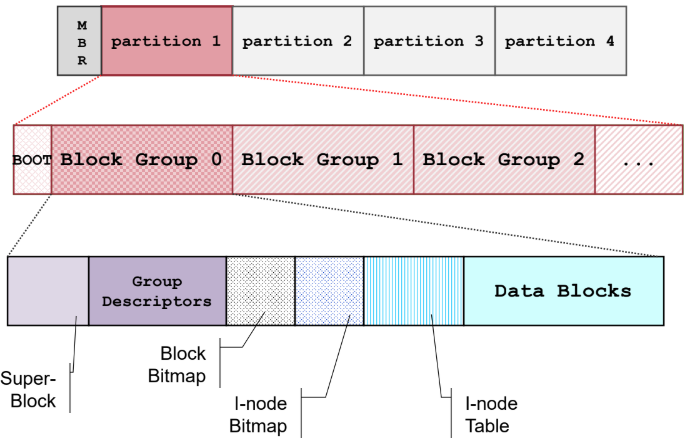 M
B
R
partition 1
partition 2
partition 3
partition 4
BOOT
Block Group 0
Block Group 1
Block Group 2
...
Group
Descriptors
Data Blocks
Super-
Block
Block
Bitmap
I-node
Bitmap
I-node
Table